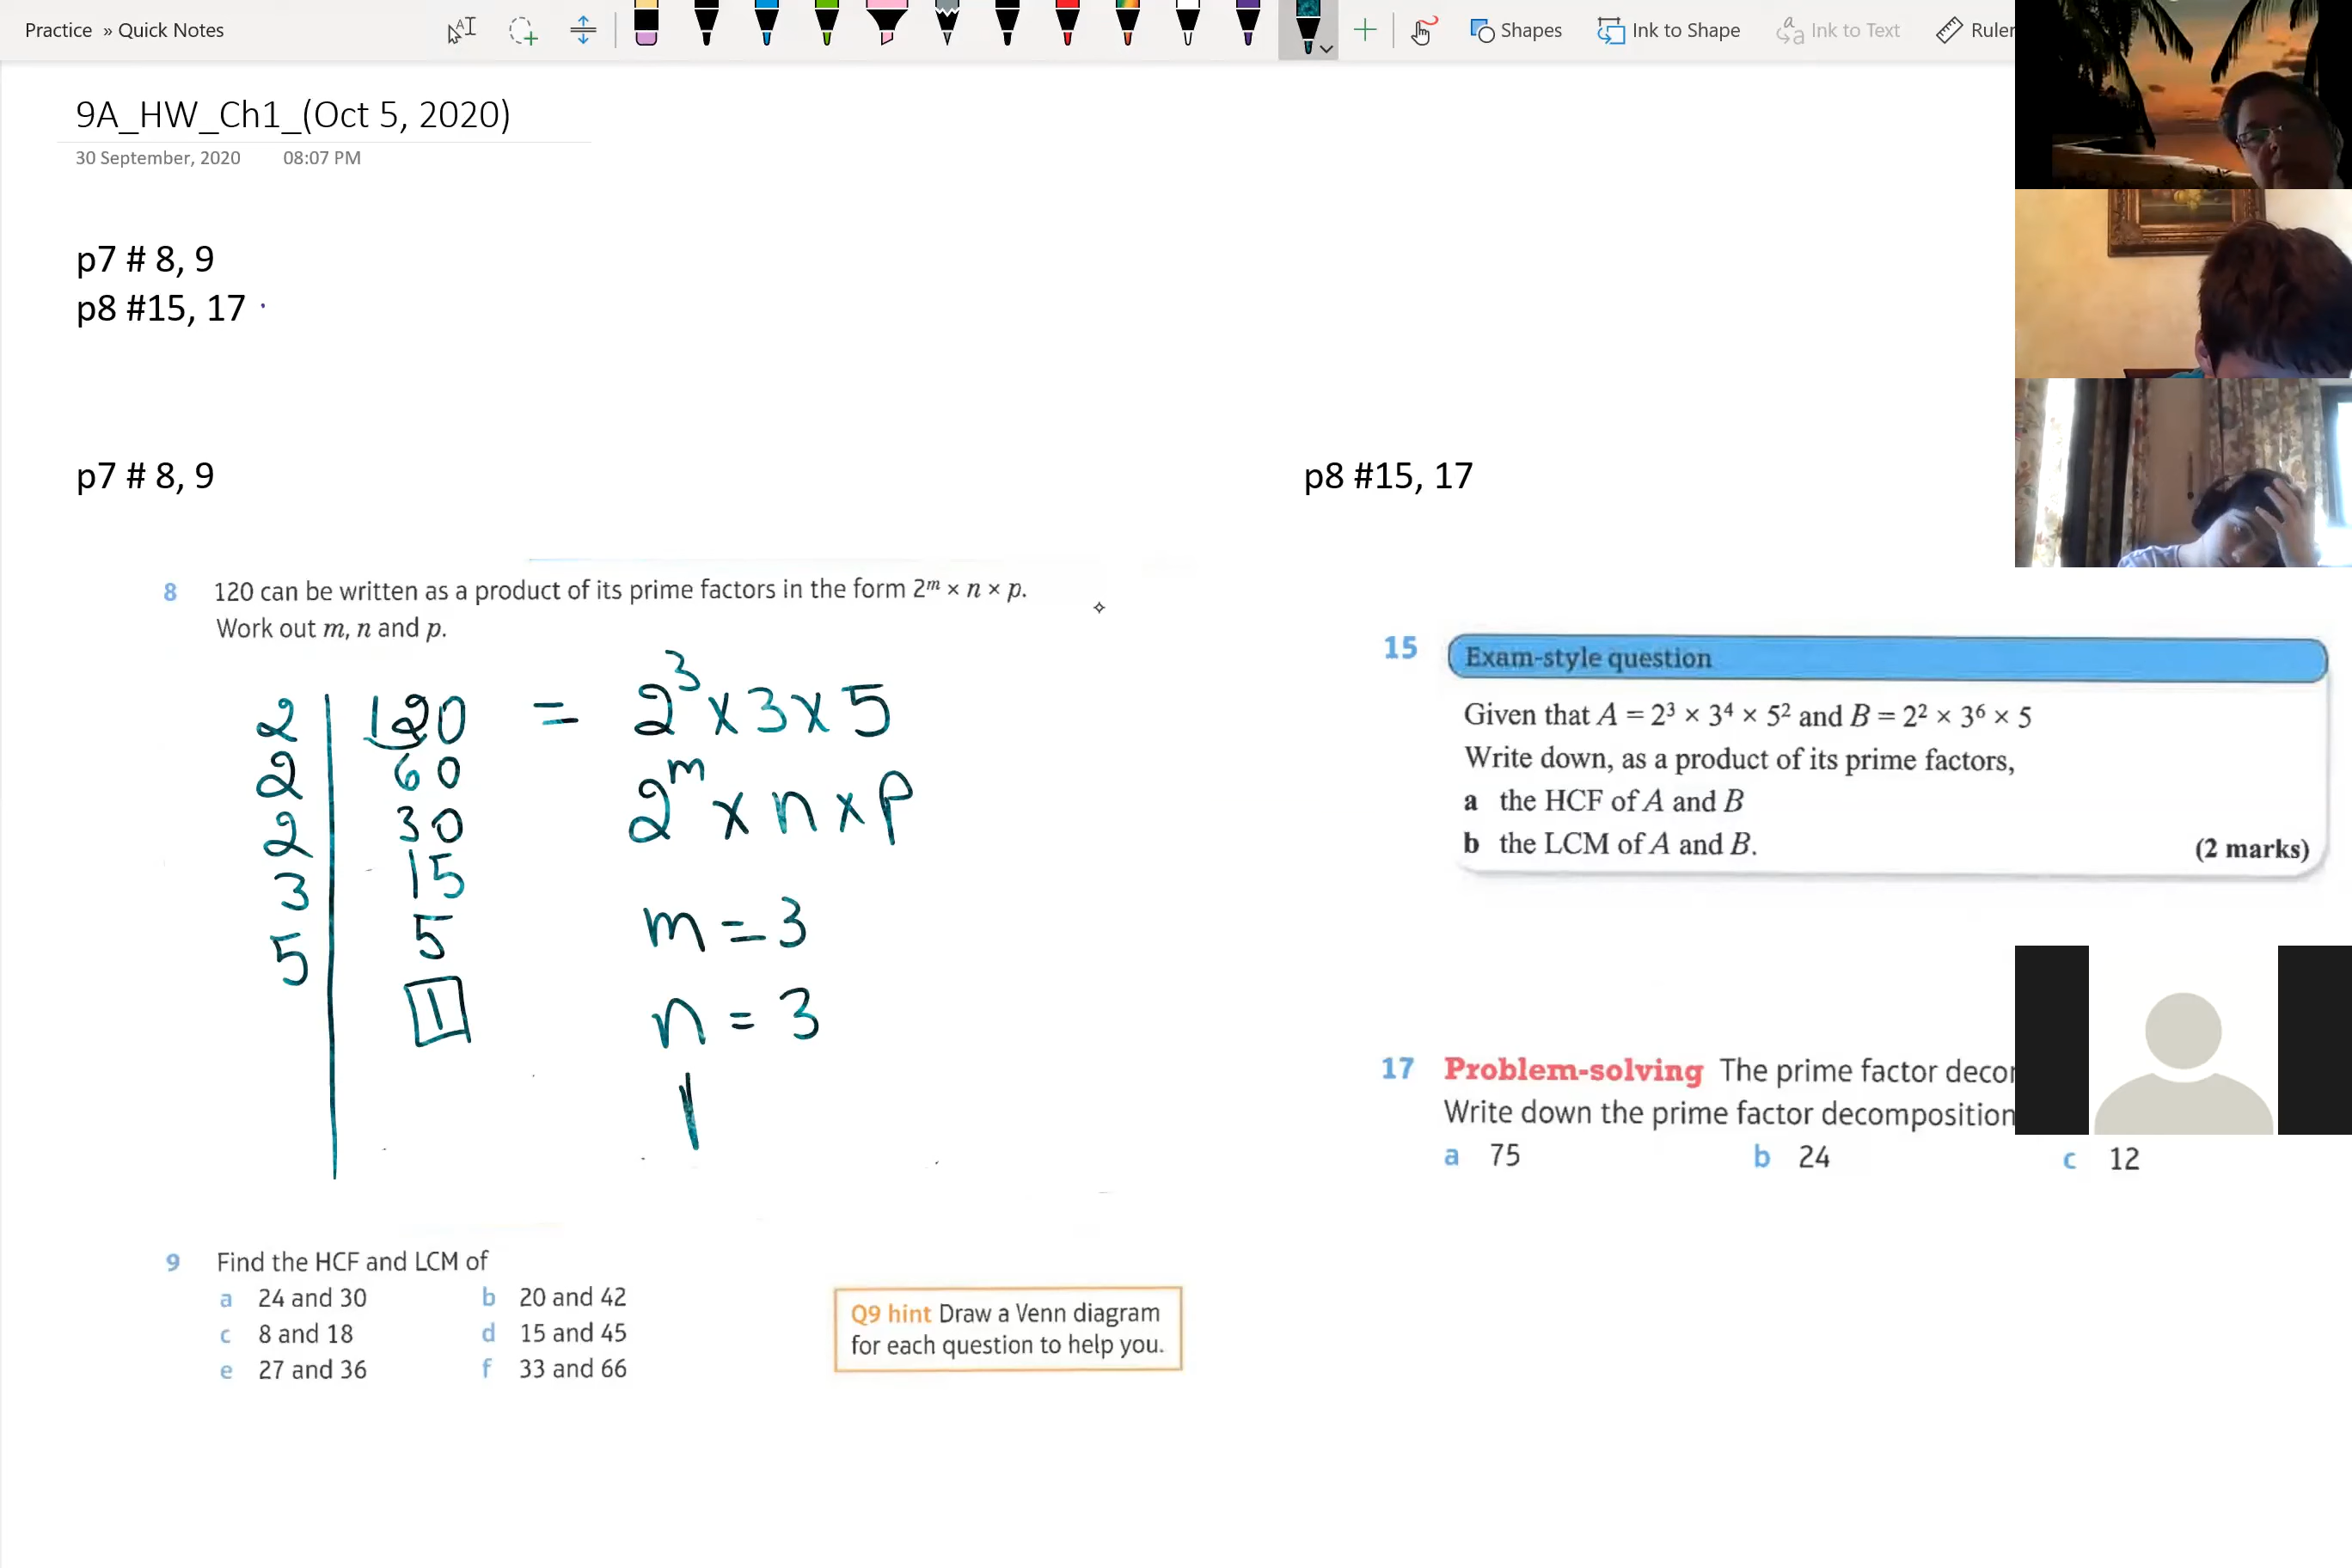 Practice » Quick Notes
Shapes Ink to Shape Ink to Text Ruler
9A_HW_Ch1_(Oct 5, 2020)
30 September, 2020 08:07 PM
p7 # 8, 9
p8 #15, 17
p7 # 8, 9
p8 #15, 17
8 120 can be written as a product of its prime factors in the form 2ᵐ × n × p.
Work out m, n and p.
2 | 120 = 2³ × 3 × 5
2 | 60
2 | 30
3 | 15
5 | 5
1
2ᵐ × n × p
m = 3
n = 3
9 Find the HCF and LCM of
a 24 and 30 b 20 and 42
c 8 and 18 d 15 and 45
e 27 and 36 f 33 and 66
Q9 hint Draw a Venn diagram
for each question to help you.
15 Exam-style question
Given that A = 2³ × 3⁴ × 5² and B = 2² × 3⁶ × 5
Write down, as a product of its prime factors,
a the HCF of A and B
b the LCM of A and B.
(2 marks)
17 Problem-solving The prime factor
Write down the prime factor decomposition
a 75 b 24 c 12